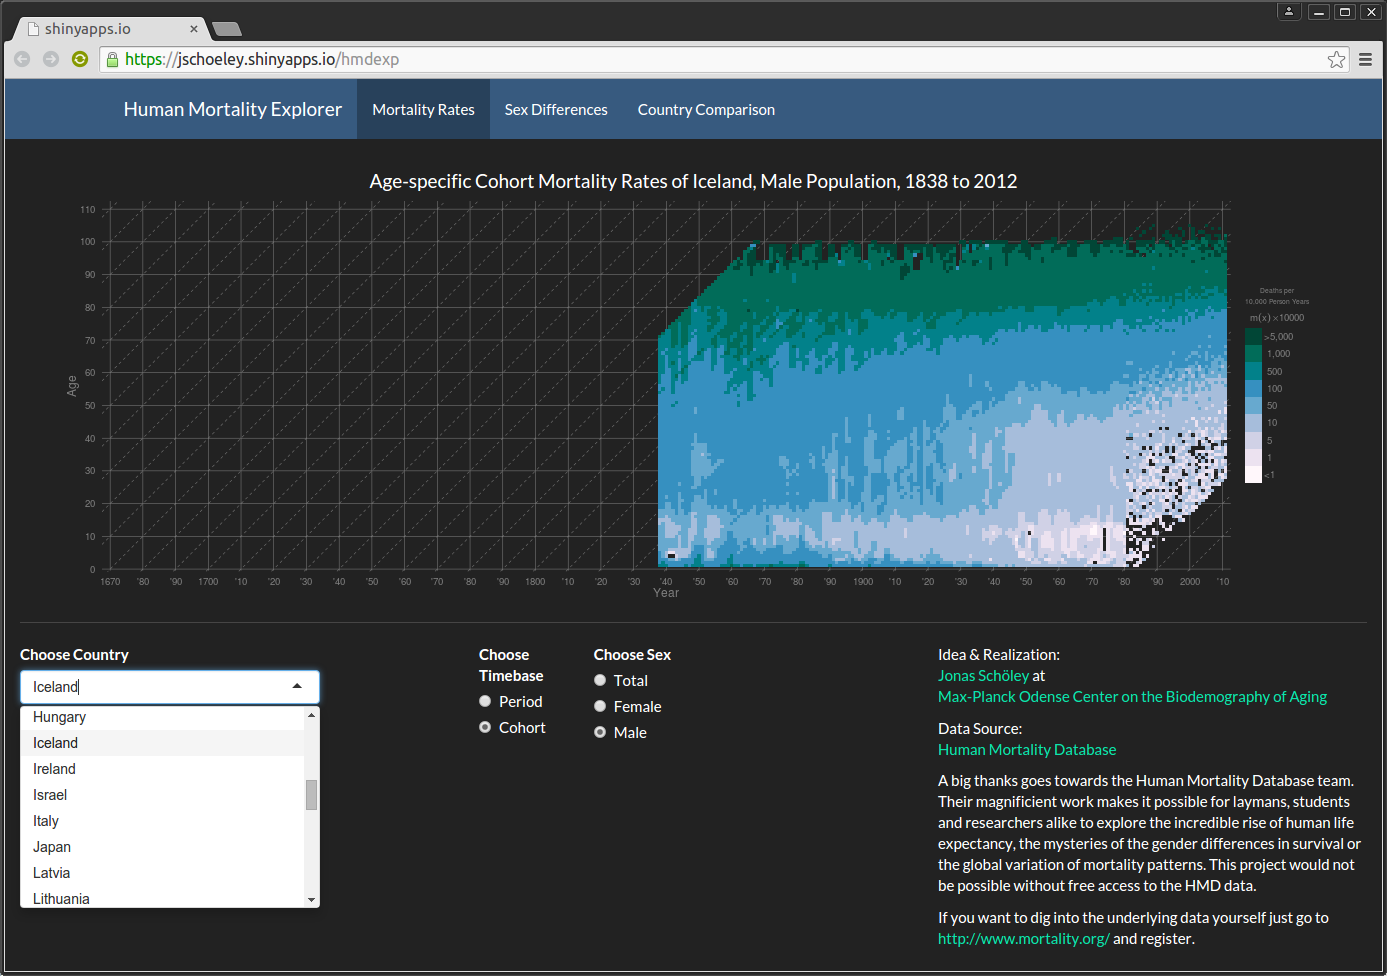 shinyapps.io
https://jschoeley.shinyapps.io/hmdexp
Human Mortality Explorer
Mortality Rates
Sex Differences
Country Comparison
Age-specific Cohort Mortality Rates of Iceland, Male Population, 1838 to 2012
110
100
90
80
70
60
50
40
30
20
10
0
Age
1670 '80 '90 1700 '10 '20 '30 '40 '50 '60 '70 '80 '90 1800 '10 '20 '30 '40 '50 '60 '70 '80 '90 1900 '10 '20 '30 '40 '50 '60 '70 '80 '90 2000 '10
Year
Deaths per
10.000 Person Years
m(x) ×10000
>5,000
1,000
500
100
50
10
5
1
<1
Choose Country
Iceland
Hungary
Iceland
Ireland
Israel
Italy
Japan
Latvia
Lithuania
Choose
Timebase
Period
Cohort
Choose Sex
Total
Female
Male
Idea & Realization:
Jonas Schöley at
Max-Planck Odense Center on the Biodemography of Aging
Data Source:
Human Mortality Database
A big thanks goes towards the Human Mortality Database team.
Their magnificient work makes it possible for laymans, students
and researchers alike to explore the incredible rise of human life
expectancy, the mysteries of the gender differences in survival or
the global variation of mortality patterns. This project would not
be possible without free access to the HMD data.
If you want to dig into the underlying data yourself just go to
http://www.mortality.org/ and register.